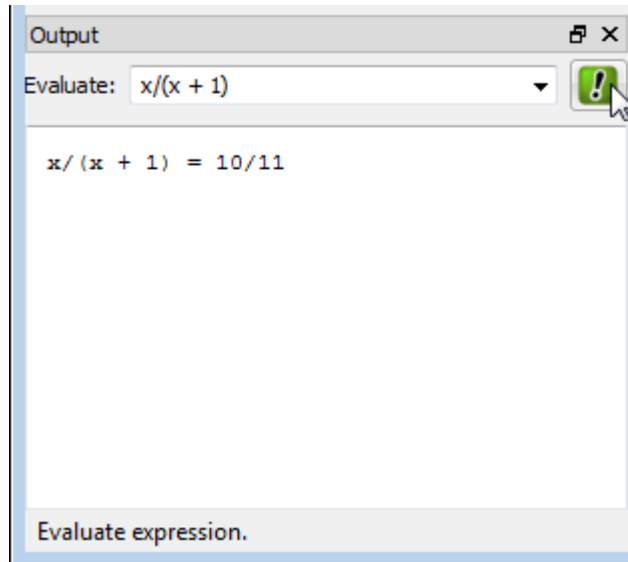 Output
Evaluate: x/(x + 1)
x/(x + 1) = 10/11
Evaluate expression.